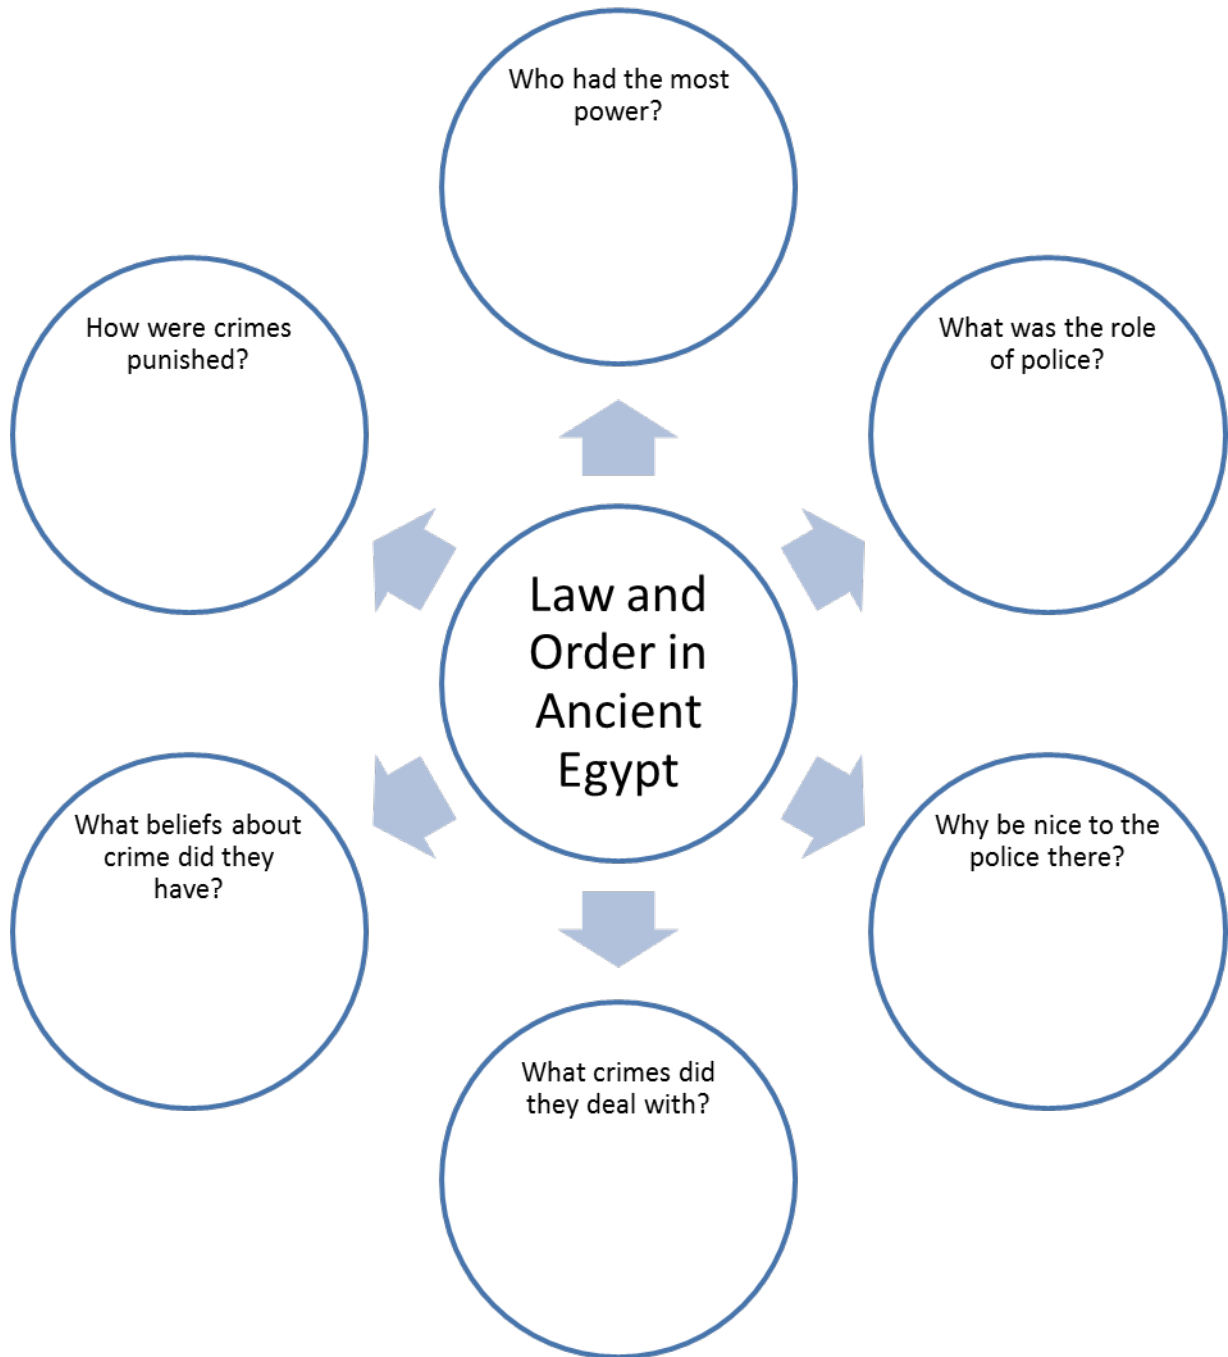 Who had the most
power?
How were crimes
punished?
What was the role
of police?
Law and
Order in
Ancient
Egypt
What beliefs about
crime did they
have?
Why be nice to the
police there?
What crimes did
they deal with?